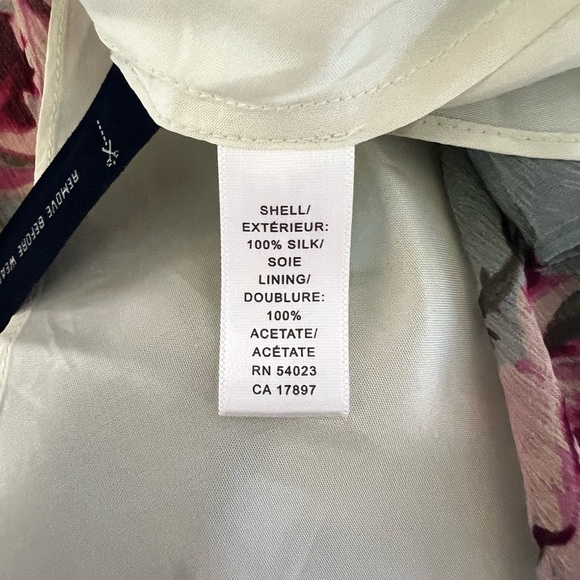 SHELL/
EXTÉRIEUR:
100% SILK/
SOIE
LINING/
DOUBLURE:
100%
ACETATE/
ACÉTATE
RN 54023
CA 17897
REMOVE BEFORE WEA